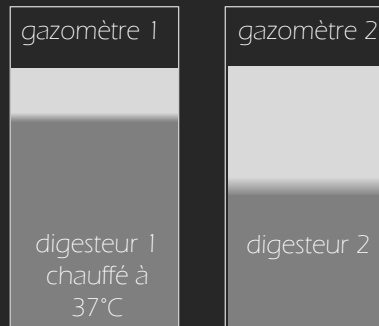 gazomètre 1
digesteur 1
chauffé à
37°C
gazomètre 2
digesteur 2